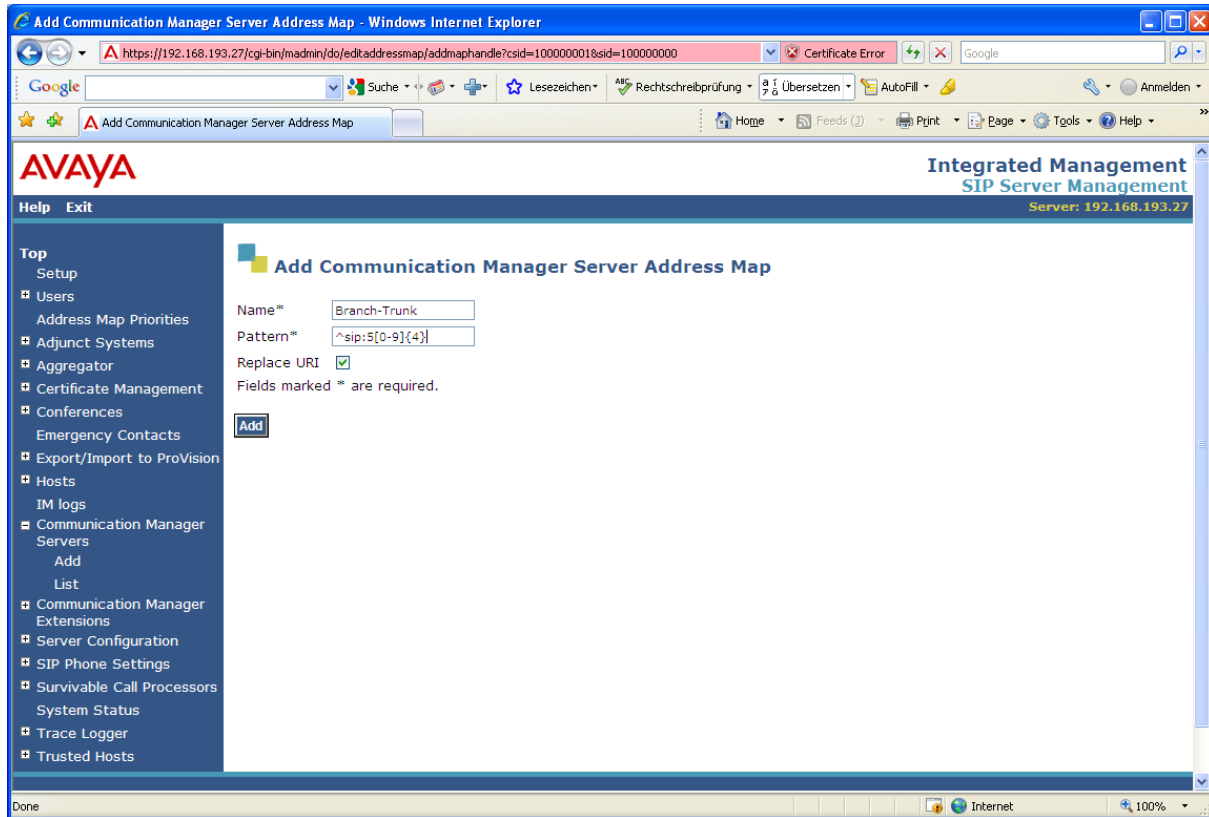 Add Communication Manager Server Address Map - Windows Internet Explorer
https://192.168.193.27/cgi-bin/madmin/do/editaddressmap/addmaphandle?csid=1000000001&sid=100000000
Certificate Error
Google
Google
Suche
Lesezeichen
Rechtschreibprüfung
Übersetzen
AutoFill
Anmelden
Add Communication Manager Server Address Map
Home
Feeds (J)
Print
Page
Tools
Help
AVAYA
Integrated Management
SIP Server Management
Help Exit
Server: 192.168.193.27
Top
Setup
Users
Address Map Priorities
Adjunct Systems
Aggregator
Certificate Management
Conferences
Emergency Contacts
Export/Import to ProVision
Hosts
IM logs
Communication Manager
Servers
Add
List
Communication Manager
Extensions
Server Configuration
SIP Phone Settings
Survivable Call Processors
System Status
Trace Logger
Trusted Hosts
Add Communication Manager Server Address Map
Name* Branch-Trunk
Pattern* ^sip:5[0-9]{4}
Replace URI
Fields marked * are required.
Add
Done
Internet
100%